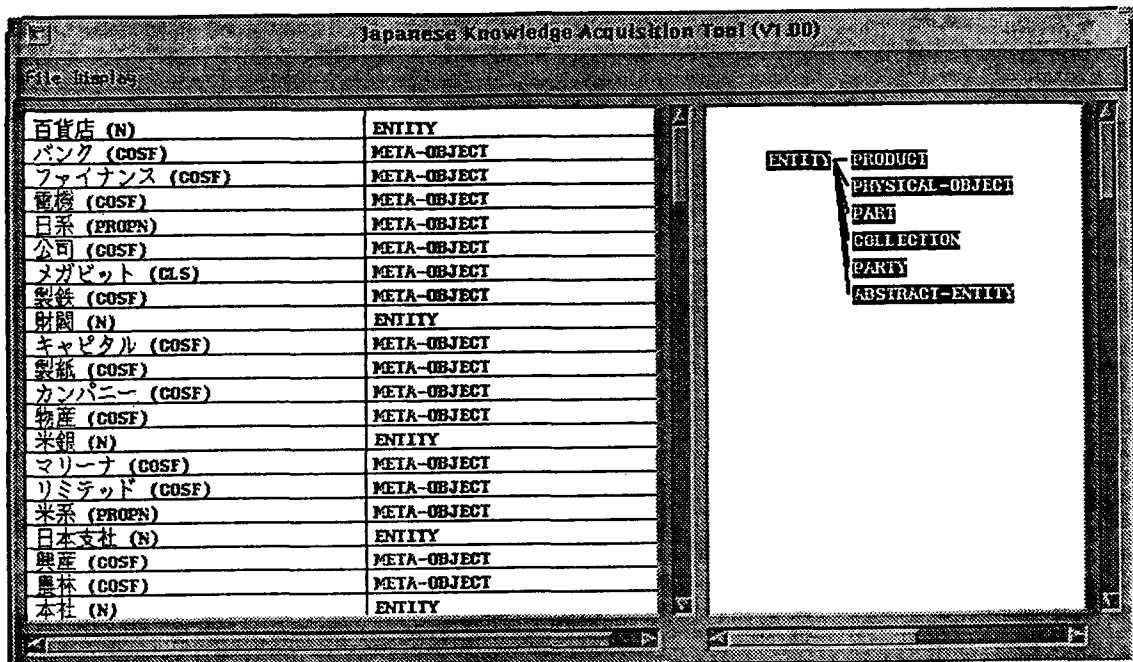 Japanese Knowledge Acquisition Tool (V1.00)
File Display
百貨店 (N) ENTITY
バンク (COSF) META-OBJECT
ファイナンス (COSF) META-OBJECT
電機 (COSF) META-OBJECT
日系 (PROPN) META-OBJECT
公司 (COSF) META-OBJECT
メガビット (CLS) META-OBJECT
製鉄 (COSF) META-OBJECT
財閥 (N) ENTITY
キャピタル (COSF) META-OBJECT
製紙 (COSF) META-OBJECT
カンパニー (COSF) META-OBJECT
物産 (COSF) META-OBJECT
米銀 (N) ENTITY
マリーナ (COSF) META-OBJECT
リミテッド (COSF) META-OBJECT
米系 (PROPN) META-OBJECT
日本支社 (N) ENTITY
興産 (COSF) META-OBJECT
農林 (COSF) META-OBJECT
本社 (N) ENTITY
ENTITY PRODUCT
PHYSICAL-OBJECT
PART
COLLECTION
PARTY
ABSTRACT-ENTITY